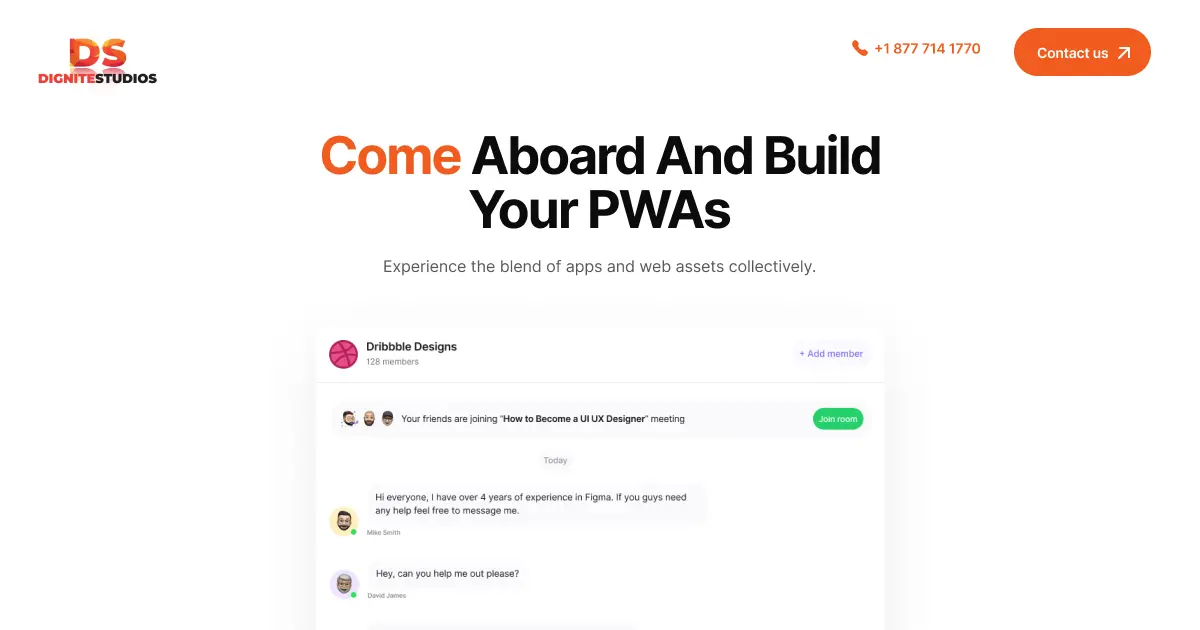 DS
DIGNITESTUDIOS
+1 877 714 1770
Contact us
Come Aboard And Build
Your PWAs
Experience the blend of apps and web assets collectively.
Dribbble Designs
128 members
+ Add member
Your friends are joining "How to Become a UI UX Designer" meeting
Join room
Today
Hi everyone, I have over 4 years of experience in Figma. If you guys need
any help feel free to message me.
Mike Smith
Hey, can you help me out please?
David James